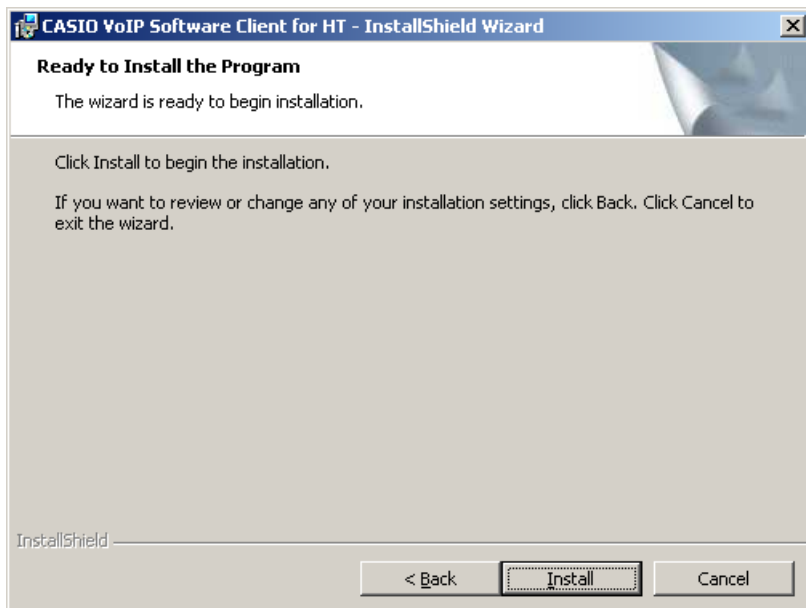 CASIO VoIP Software Client for HT - InstallShield Wizard
Ready to Install the Program
The wizard is ready to begin installation.
Click Install to begin the installation.
If you want to review or change any of your installation settings, click Back. Click Cancel to
exit the wizard.
InstallShield
< Back
Install
Cancel